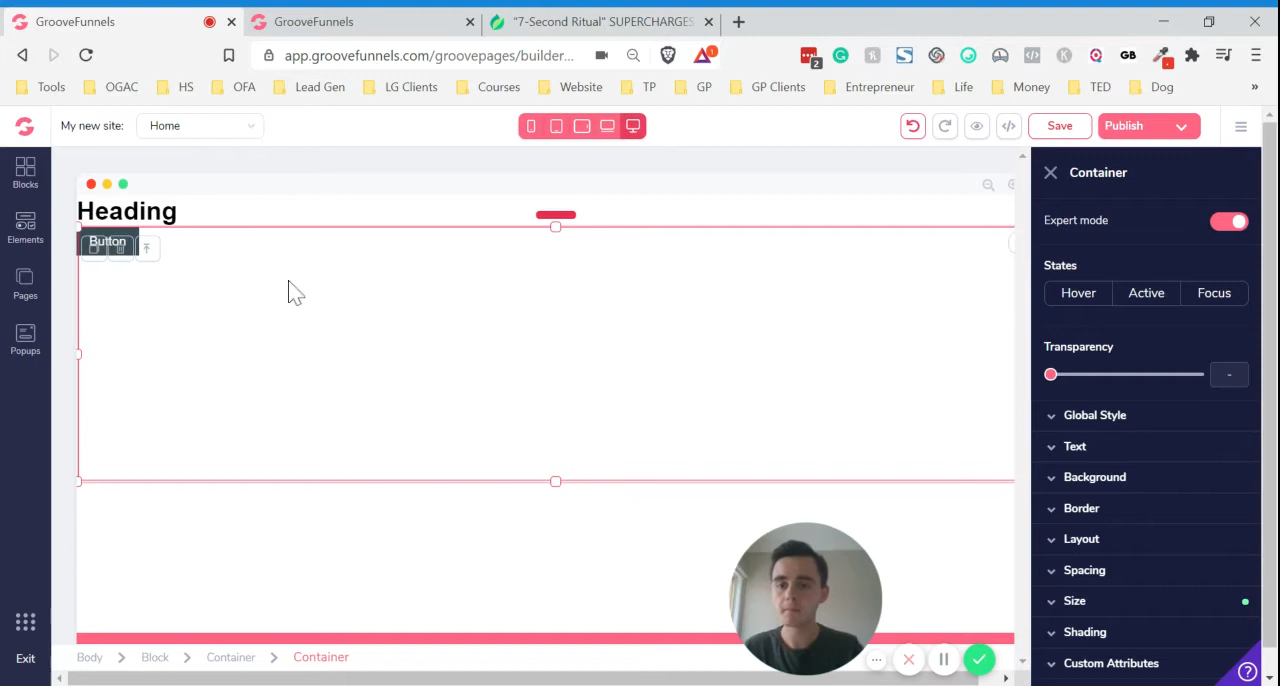 GrooveFunnels
GrooveFunnels
"7-Second Ritual" SUPERCHARGES
app.groovefunnels.com/groovepages/builder...
2
GB
1
Tools
OGAC
HS
OFA
Lead Gen
LG Clients
Courses
Website
TP
GP
GP Clients
Entrepreneur
Life
Money
TED
Dog
»
My new site:
Home
Save
Publish
Blocks
Elements
Pages
Popups
Exit
Heading
Button
Container
Expert mode
States
Hover
Active
Focus
Transparency
-
Global Style
Text
Background
Border
Layout
Spacing
Size
Shading
Custom Attributes
Body
Block
Container
Container